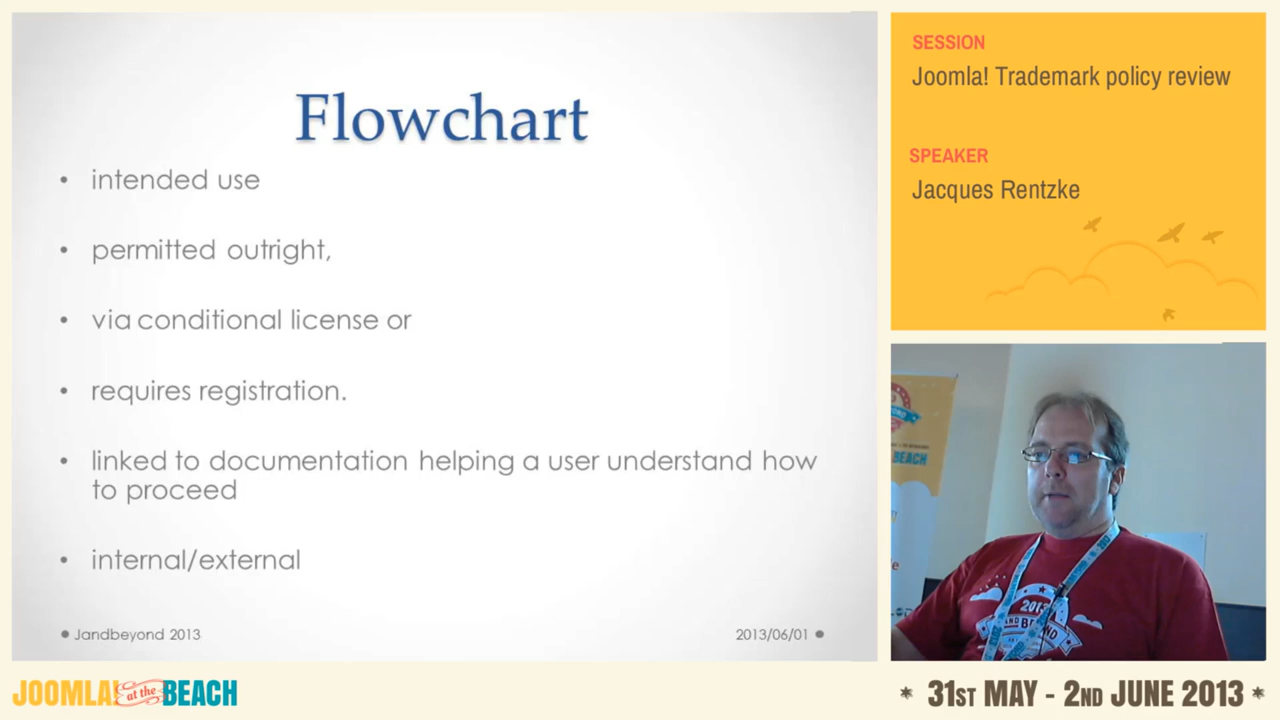 Flowchart
• intended use
• permitted outright,
• via conditional license or
• requires registration.
• linked to documentation helping a user understand how
to proceed
• internal/external
Jandbeyond 2013
2013/06/01
SESSION
Joomla! Trademark policy review
SPEAKER
Jacques Rentzke
BEACH
2013
JOOMLA! at the BEACH
* 31ST MAY - 2ND JUNE 2013 *